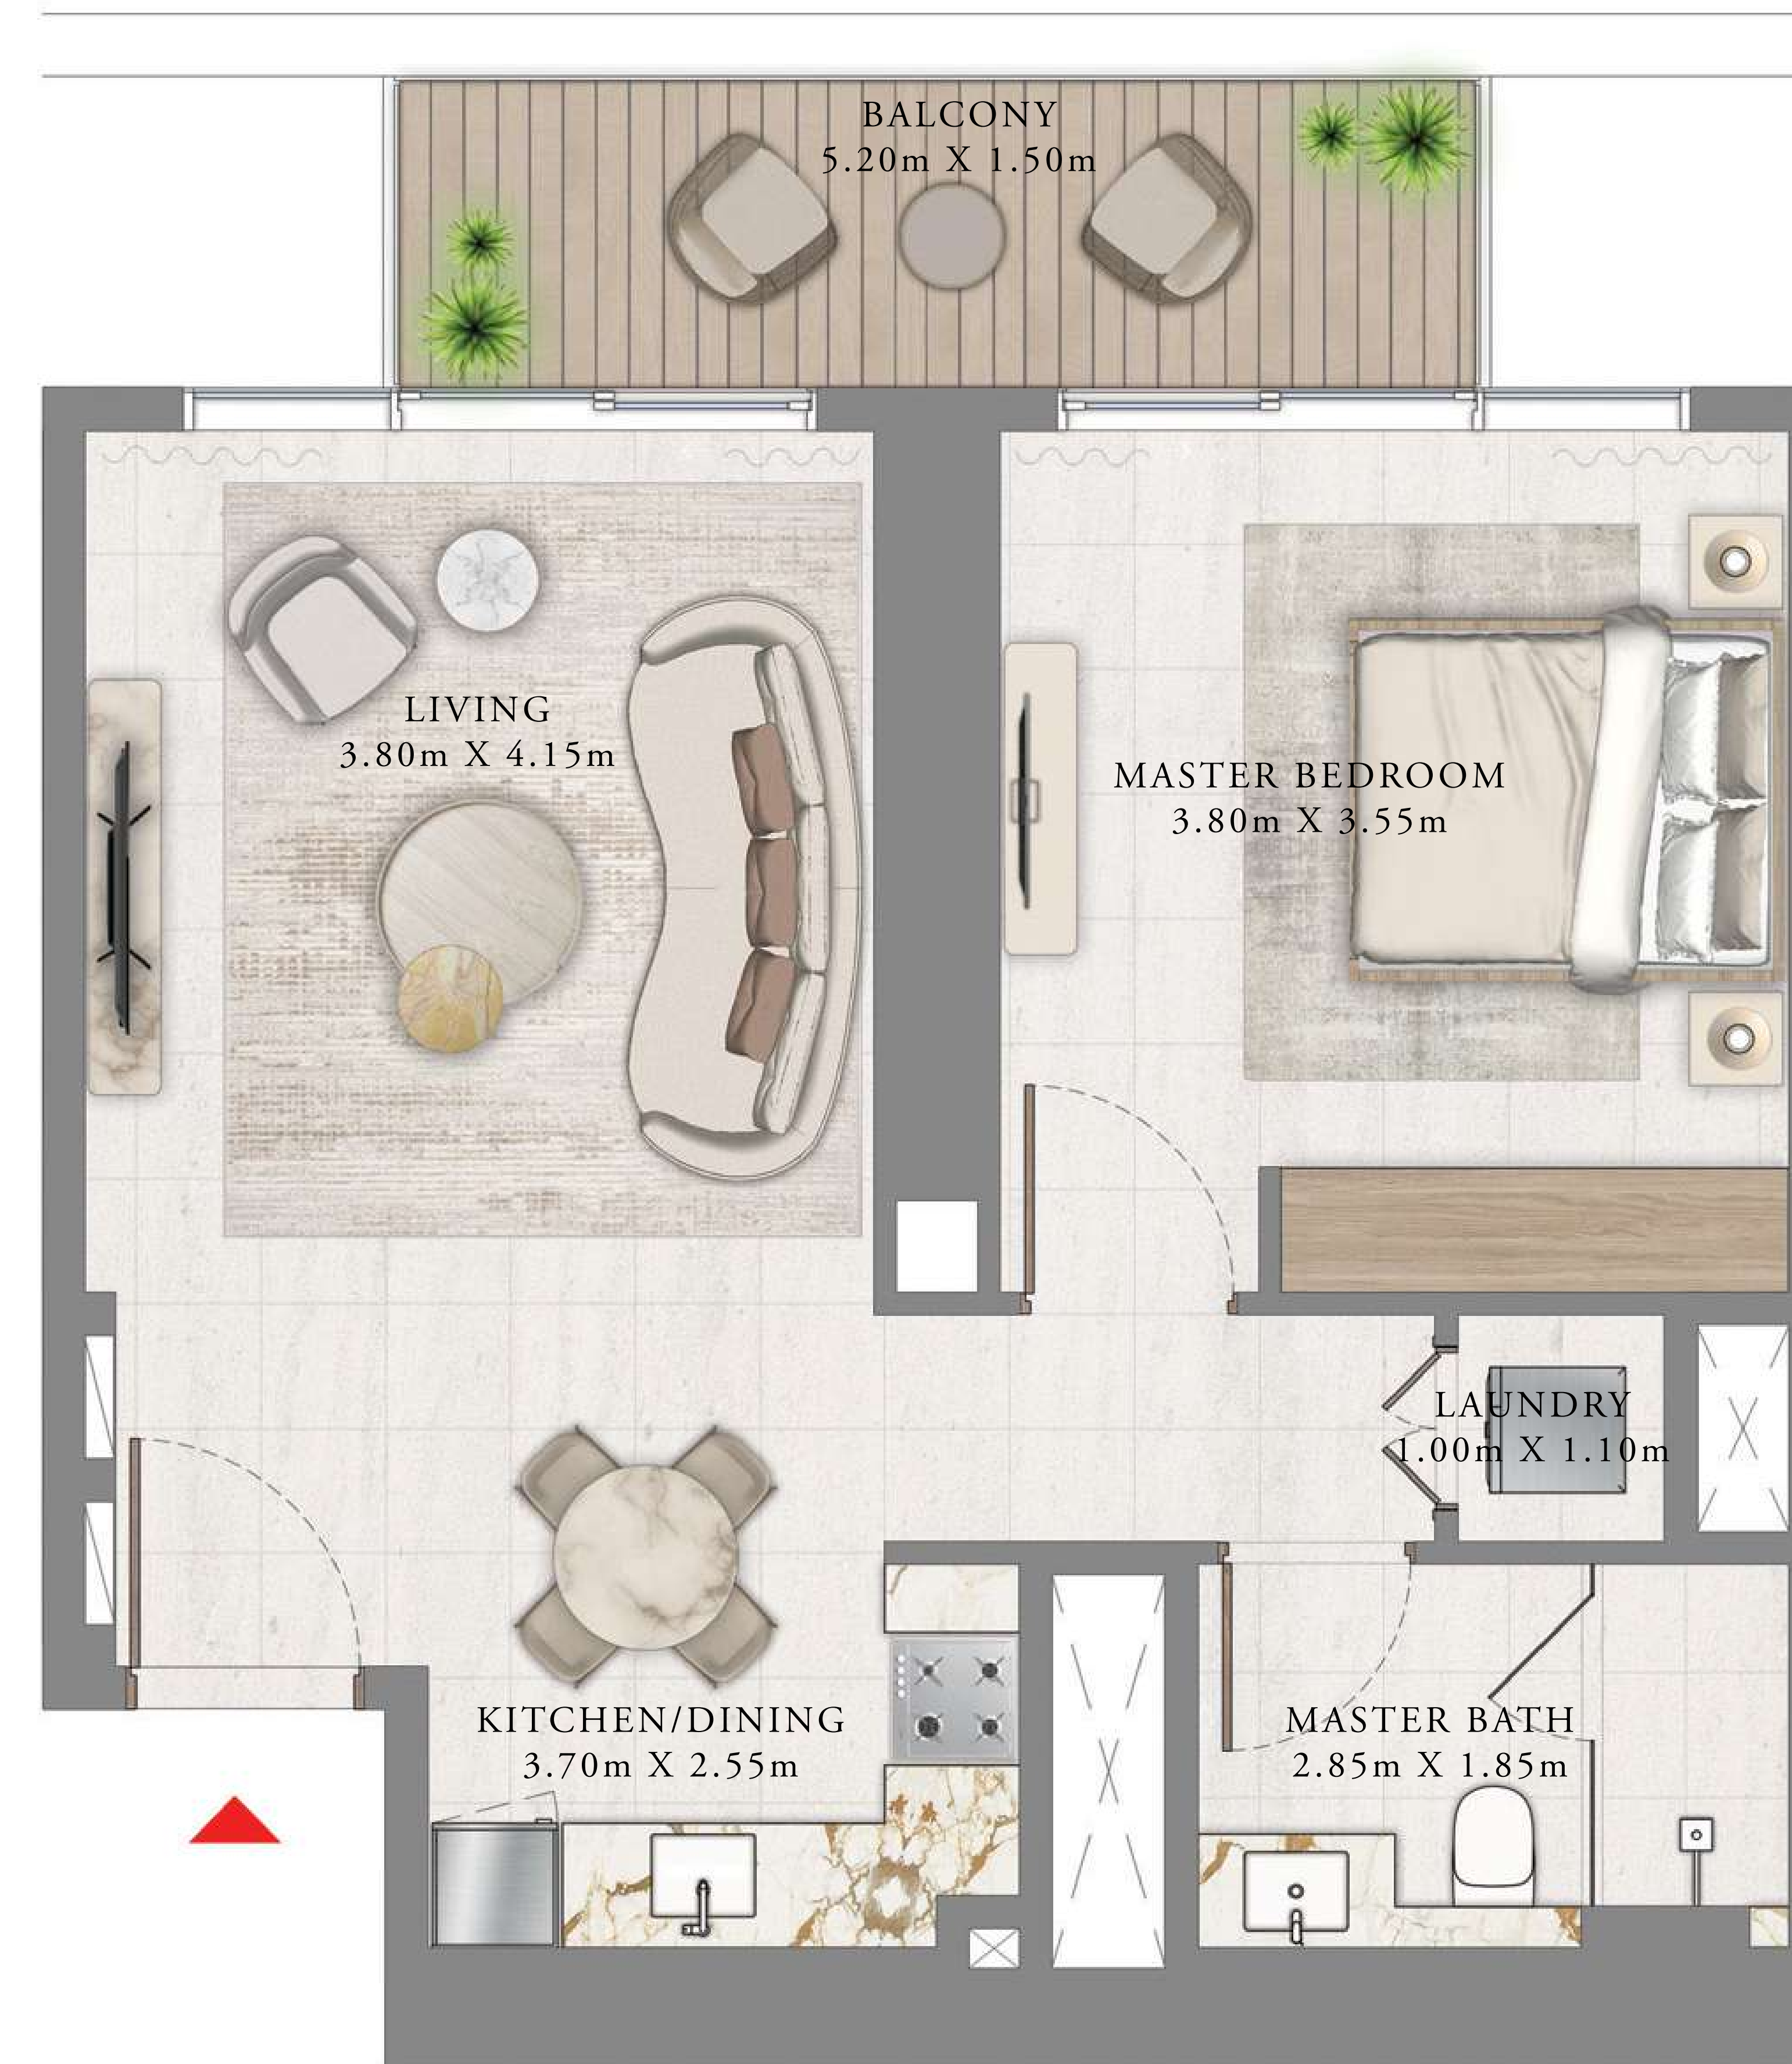 BALCONY
5.20m X 1.50m
LIVING
3.80m X 4.15m
MASTER BEDROOM
3.80m X 3.55m
LAUNDRY
1.00m X 1.10m
KITCHEN/DINING
3.70m X 2.55m
MASTER BATH
2.85m X 1.85m